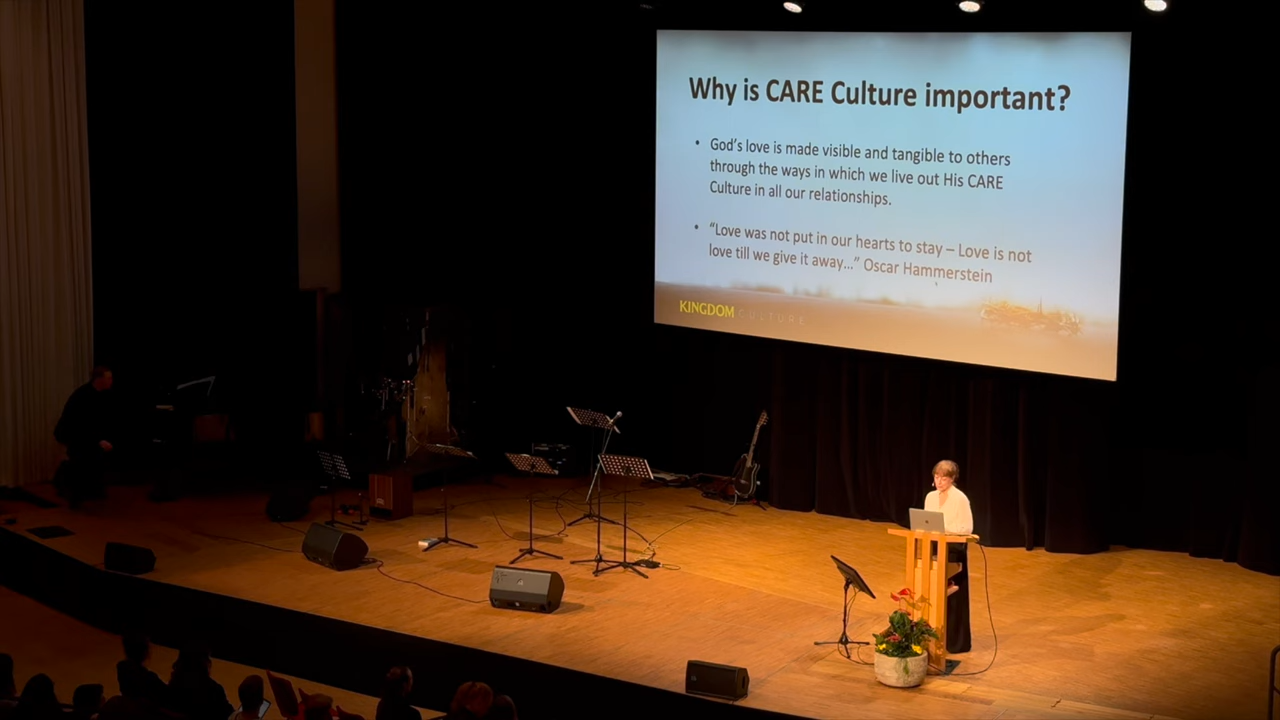 Why is CARE Culture important?
• God's love is made visible and tangible to others
through the ways in which we live out His CARE
Culture in all our relationships.
• “Love was not put in our hearts to stay – Love is not
love till we give it away…” Oscar Hammerstein
KINGDOM CULTURE